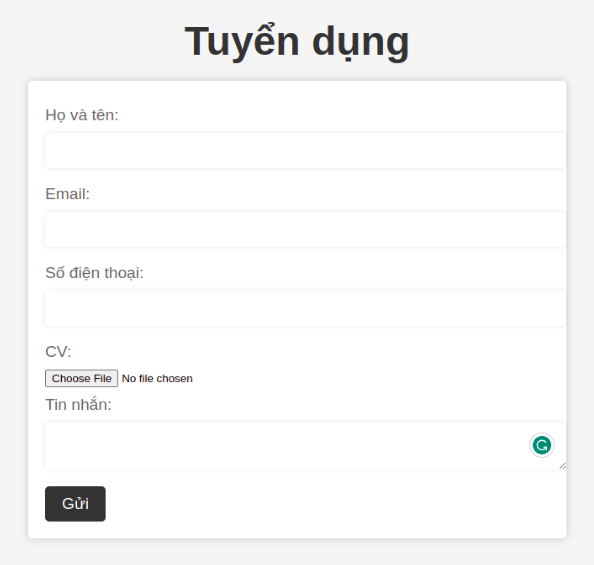 Tuyển dụng
Họ và tên:
Email:
Số điện thoại:
CV:
Choose File No file chosen
Tin nhắn:
Gửi